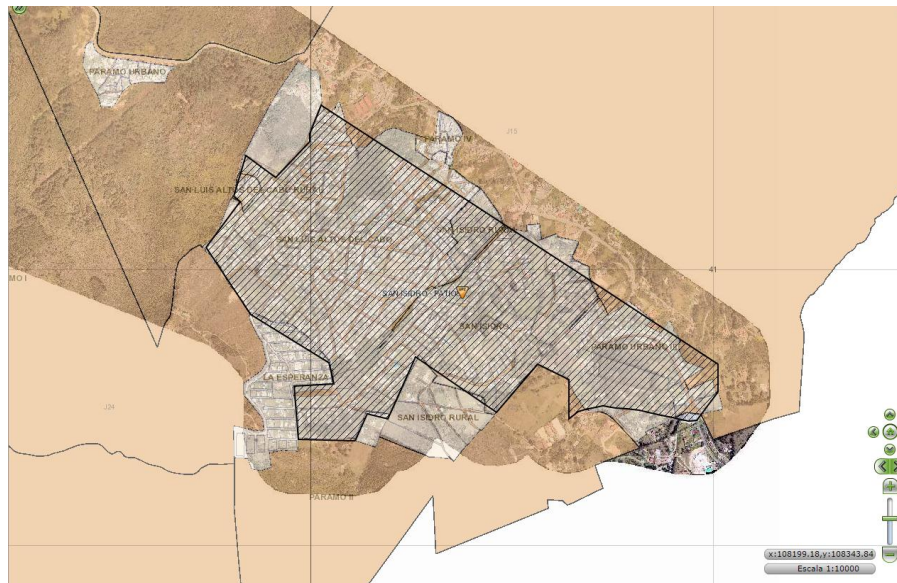 PARAMO URBANO
PARAMO IV
J15
SAN LUIS ALTOS DEL CABO RURAL
SAN ISIDRO RURAL
SAN LUIS ALTOS DEL CABO
41
MO I
SAN ISIDRO - PATIO
SAN ISIDRO
PARAMO URBANO III
LA ESPERANZA
J24
SAN ISIDRO RURAL
PARAMO II
x:108199.18,y:108343.84
Escala 1:10000